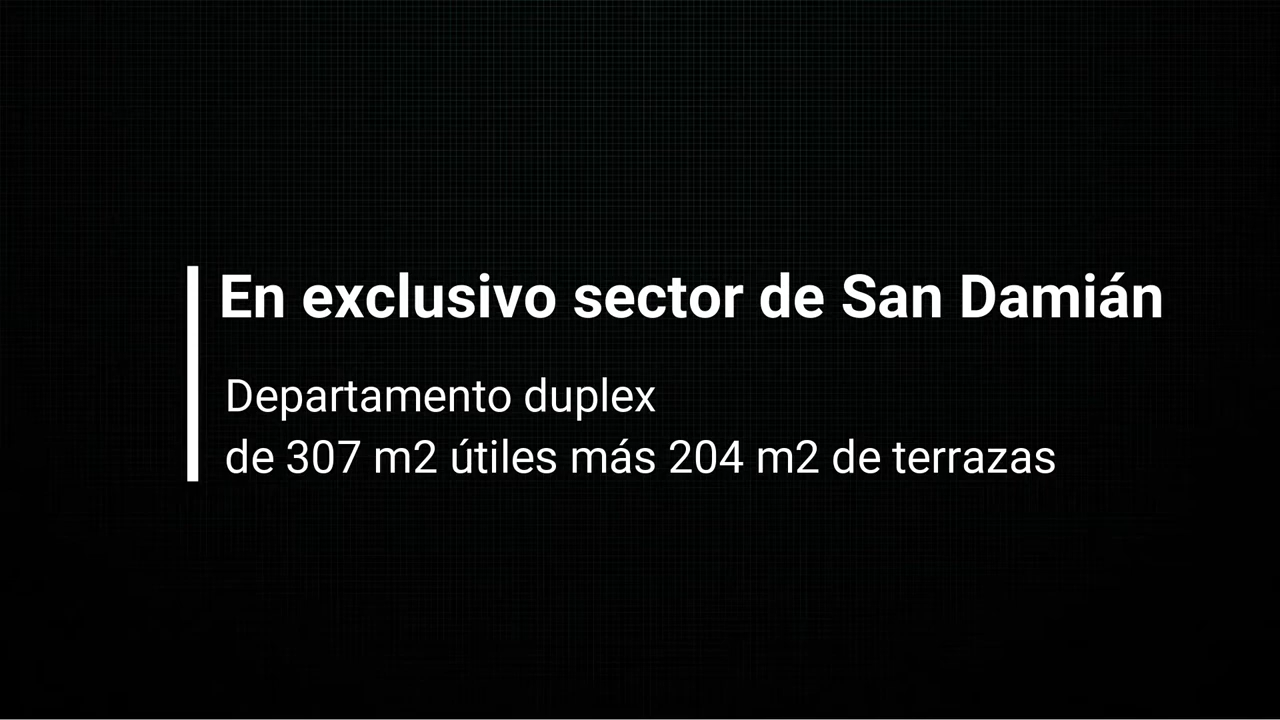 En exclusivo sector de San Damián
Departamento duplex
de 307 m2 útiles más 204 m2 de terrazas